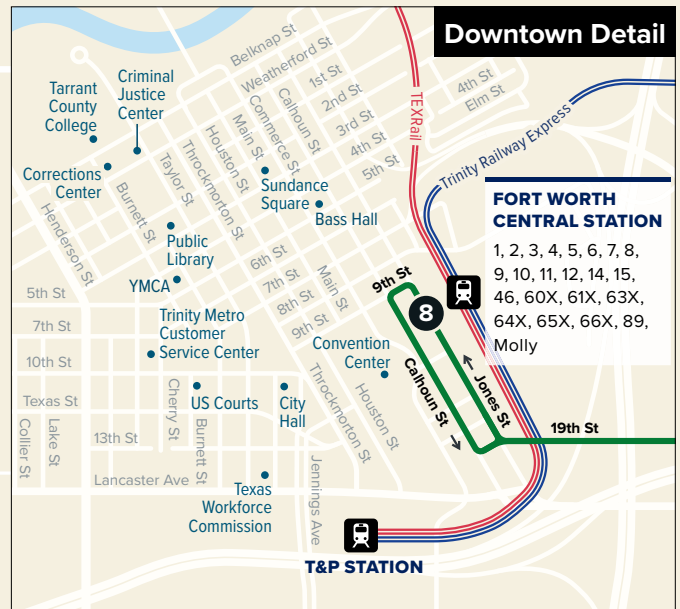 Downtown Detail
Belknap St
Weatherford St
1st St
2nd St
3rd St
4th St
5th St
4th St
Elm St
Criminal
Justice
Center
Tarrant
County
College
Corrections
Center
Burnett St
Taylor St
Throckmorton St
Houston St
Main St
Commerce St
Calhoun St
TEXRail
Trinity Railway Express
Sundance
Square
Bass Hall
FORT WORTH
CENTRAL STATION
1, 2, 3, 4, 5, 6, 7, 8,
9, 10, 11, 12, 14, 15,
46, 60X, 61X, 63X,
64X, 65X, 66X, 89,
Molly
Henderson St
Public
Library
YMCA
6th St
7th St
8th St
9th St
Main St
9th St
8
5th St
7th St
10th St
Texas St
13th St
Lancaster Ave
Trinity Metro
Customer
Service Center
Convention
Center
Calhoun St
Jones St
19th St
US Courts
City
Hall
Throckmorton St
Houston St
Collier St
Lake St
Cherry St
Burnett St
Jennings Ave
Texas
Workforce
Commission
T&P STATION